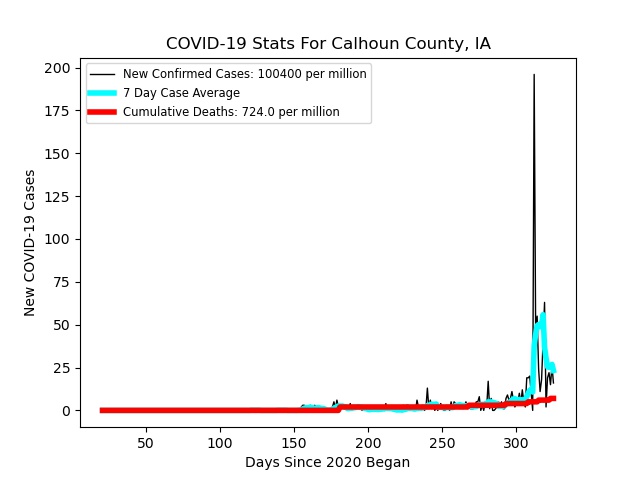 COVID-19 Stats For Calhoun County, IA
New Confirmed Cases: 100400 per million
7 Day Case Average
Cumulative Deaths: 724.0 per million
New COVID-19 Cases
200
175
150
125
100
75
50
25
0
50
100
150
200
250
300
Days Since 2020 Began